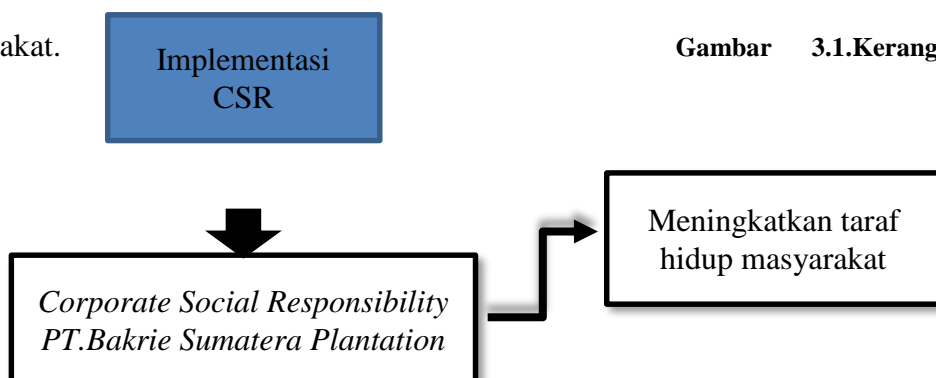 akat.
Implementasi
CSR
Gambar 3.1.Kerang
Meningkatkan taraf
hidup masyarakat
Corporate Social Responsibility
PT.Bakrie Sumatera Plantation